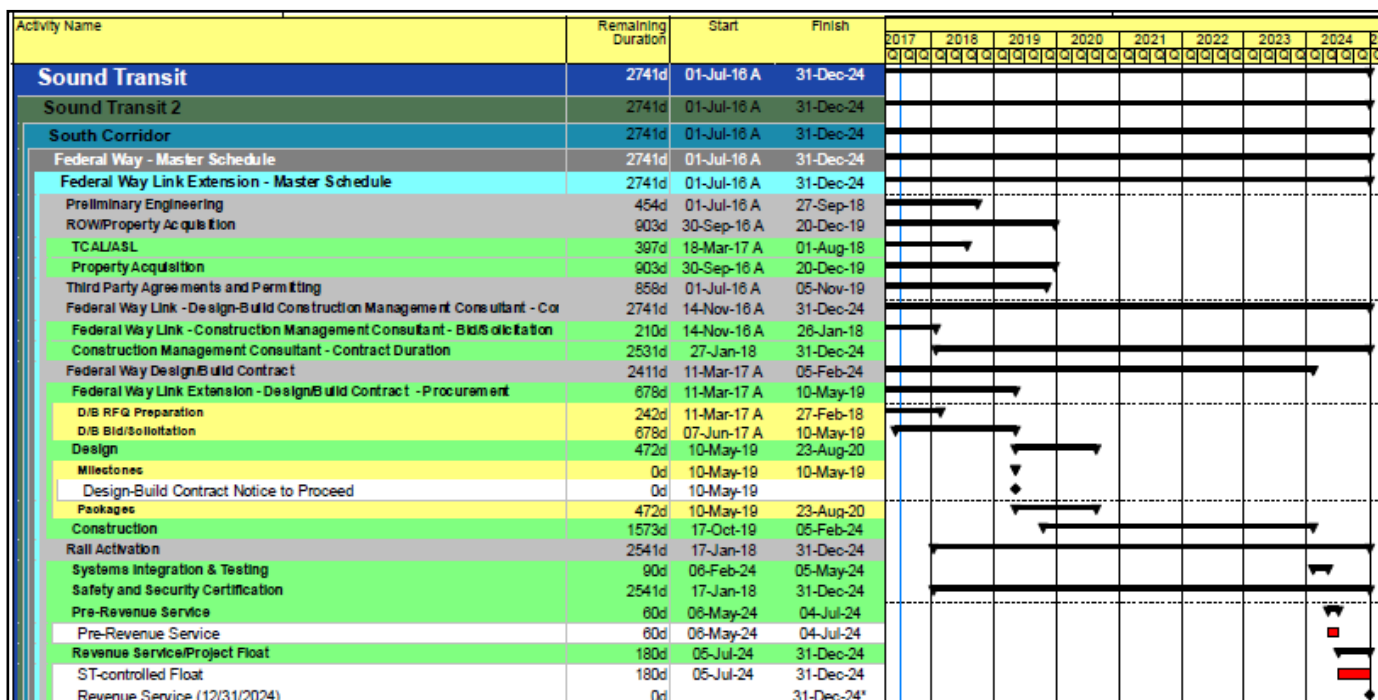 Activity Name Remaining Duration Start Finish
2017 2018 2019 2020 2021 2022 2023 2024
Q Q Q Q Q Q Q Q Q Q Q Q Q Q Q Q Q Q Q Q Q Q Q Q Q Q Q Q Q Q Q
Sound Transit 2741d 01-Jul-16 A 31-Dec-24
Sound Transit 2 2741d 01-Jul-16 A 31-Dec-24
South Corridor 2741d 01-Jul-16 A 31-Dec-24
Federal Way - Master Schedule 2741d 01-Jul-16 A 31-Dec-24
Federal Way Link Extension - Master Schedule 2741d 01-Jul-16 A 31-Dec-24
Preliminary Engineering 454d 01-Jul-16 A 27-Sep-18
ROW/Property Acquisition 903d 30-Sep-16 A 20-Dec-19
TCAL/ASL 397d 18-Mar-17 A 01-Aug-18
Property Acquisition 903d 30-Sep-16 A 20-Dec-19
Third Party Agreements and Permitting 858d 01-Jul-16 A 05-Nov-19
Federal Way Link - Design-Build Construction Management Consultant - Co 2741d 14-Nov-16 A 31-Dec-24
Federal Way Link - Construction Management Consultant - Bid/Solicitation 210d 14-Nov-16 A 26-Jan-18
Construction Management Consultant - Contract Duration 2531d 27-Jan-18 31-Dec-24
Federal Way Design/Build Contract 2411d 11-Mar-17 A 05-Feb-24
Federal Way Link Extension - Design/Build Contract - Procurement 678d 11-Mar-17 A 10-May-19
D/B RFQ Preparation 242d 11-Mar-17 A 27-Feb-18
D/B Bid/Solicitation 678d 07-Jun-17 A 10-May-19
Design 472d 10-May-19 23-Aug-20
Milestones 0d 10-May-19 10-May-19
Design-Build Contract Notice to Proceed 0d 10-May-19
Packages 472d 10-May-19 23-Aug-20
Construction 1573d 17-Oct-19 05-Feb-24
Rail Activation 2541d 17-Jan-18 31-Dec-24
Systems Integration & Testing 90d 06-Feb-24 05-May-24
Safety and Security Certification 2541d 17-Jan-18 31-Dec-24
Pre-Revenue Service 60d 06-May-24 04-Jul-24
Pre-Revenue Service 60d 06-May-24 04-Jul-24
Revenue Service/Project Float 180d 05-Jul-24 31-Dec-24
ST-controlled Float 180d 05-Jul-24 31-Dec-24
Revenue Service (12/31/2024) 0d 31-Dec-24*